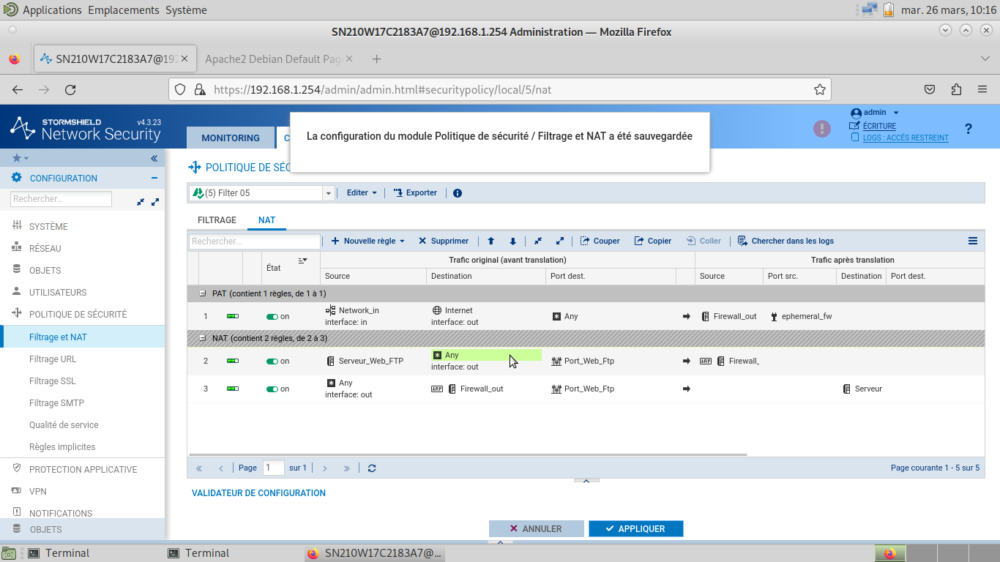 Applications Emplacements Système mar. 26 mars, 10:16
SN210W17C2183A7@192.168.1.254 Administration — Mozilla Firefox
SN210W17C2183A7@192 Apache2 Debian Default Pag
https://192.168.1.254/admin/admin.html#securitypolicy/local/5/nat
STORMSHIELD v4.3.23
Network Security
MONITORING C
La configuration du module Politique de sécurité / Filtrage et NAT a été sauvegardée
admin
ÉCRITURE
LOGS : ACCÈS RESTREINT
?
CONFIGURATION
Rechercher...
SYSTÈME
RÉSEAU
OBJETS
UTILISATEURS
POLITIQUE DE SÉCURITÉ
Filtrage et NAT
Filtrage URL
Filtrage SSL
Filtrage SMTP
Qualité de service
Règles implicites
PROTECTION APPLICATIVE
VPN
NOTIFICATIONS
OBJETS
POLITIQUE DE SÉC
(5) Filter 05 Editer Exporter
FILTRAGE NAT
Rechercher... Nouvelle règle Supprimer Couper Copier Coller Chercher dans les logs
État Trafic original (avant translation) Trafic après translation
Source Destination Port dest. Source Port src. Destination Port dest.
PAT (contient 1 règles, de 1 à 1)
1 on Network_in Internet Any Firewall_out ephemeral_fw
interface: in interface: out
NAT (contient 2 règles, de 2 à 3)
2 on Serveur_Web_FTP Any Port_Web_Ftp ARP Firewall_
interface: out
3 on Any ARP Firewall_out Port_Web_Ftp Serveur
interface: out
Page 1 sur 1 Page courante 1 - 5 sur 5
VALIDATEUR DE CONFIGURATION
ANNULER APPLIQUER
Terminal Terminal SN210W17C2183A7@...